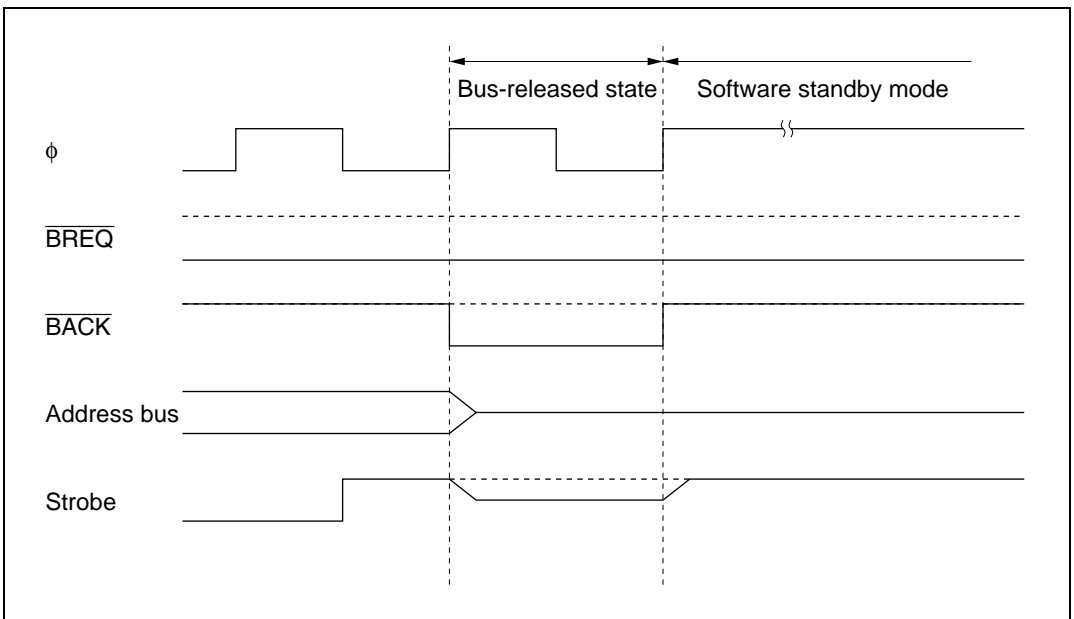 Bus-released state Software standby mode
ϕ
BREQ
BACK
Address bus
Strobe